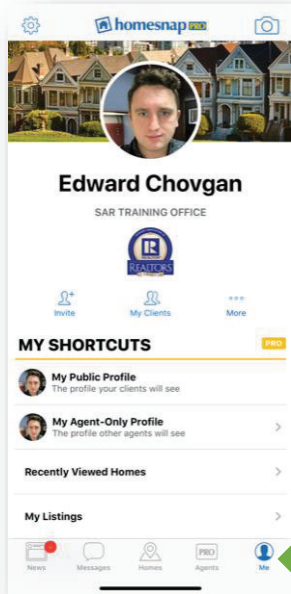 homesnap PRO
Edward Chovgan
SAR TRAINING OFFICE
R
REALTORS
Invite
My Clients
More
MY SHORTCUTS
PRO
My Public Profile
The profile your clients will see
My Agent-Only Profile
The profile other agents will see
Recently Viewed Homes
My Listings
PRO
News
Messages
Homes
Agents
Me